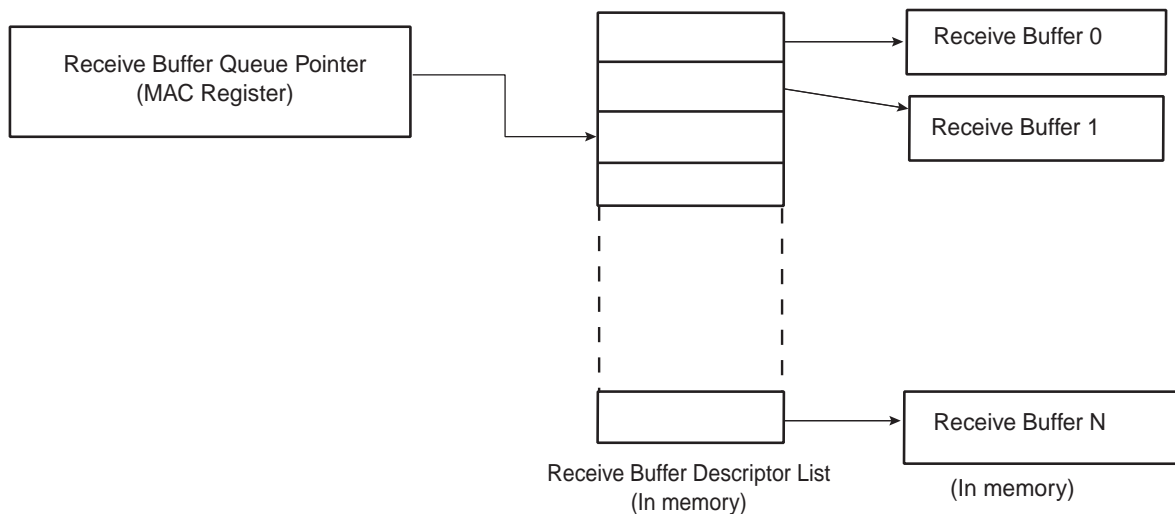 Receive Buffer Queue Pointer
(MAC Register)
Receive Buffer 0
Receive Buffer 1
Receive Buffer N
Receive Buffer Descriptor List
(In memory)
(In memory)